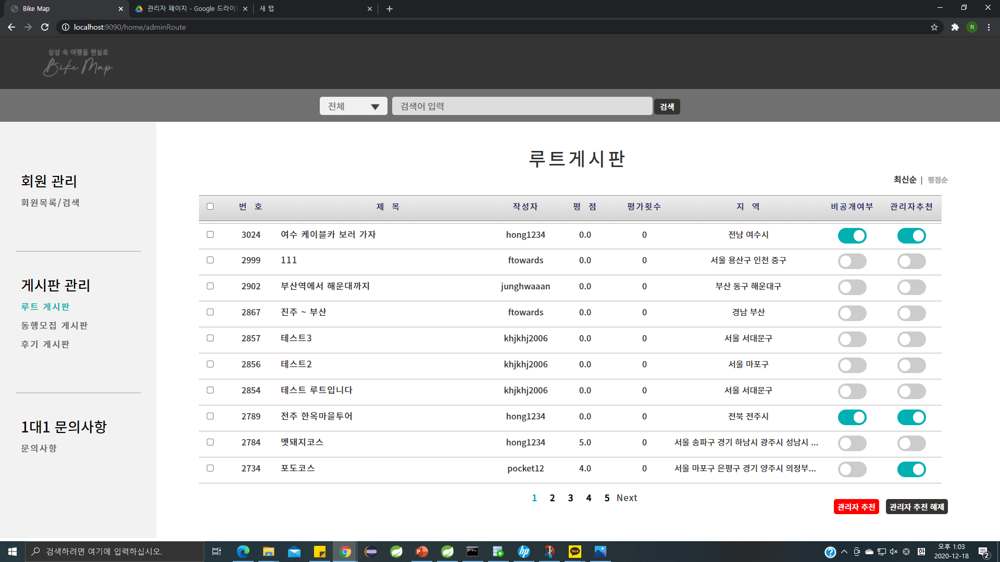 Bike Map
관리자 페이지 - Google 드라이브
새 탭
localhost:9090/home/adminRoute
최
상상 속 여행을 현실로
Bike Map
전체
검색어 입력
검색
회원 관리
회원목록/검색
게시판 관리
루트 게시판
동행모집 게시판
후기 게시판
1대1 문의사항
문의사항
루트게시판
최신순 | 평점순
번 호 제 목 작성자 평 점 평가횟수 지 역 비공개여부 관리자추천
3024 여수 케이블카 보러 가자 hong1234 0.0 0 전남 여수시
2999 111 ftowards 0.0 0 서울 용산구 인천 중구
2902 부산역에서 해운대까지 junghwaaan 0.0 0 부산 동구 해운대구
2867 진주 ~ 부산 ftowards 0.0 0 경남 부산
2857 테스트3 khjkhj2006 0.0 0 서울 서대문구
2856 테스트2 khjkhj2006 0.0 0 서울 마포구
2854 테스트 루트입니다 khjkhj2006 0.0 0 서울 서대문구
2789 전주 한옥마을투어 hong1234 0.0 0 전북 전주시
2784 멧돼지코스 hong1234 5.0 0 서울 송파구 경기 하남시 광주시 성남시 ...
2734 포도코스 pocket12 4.0 0 서울 마포구 은평구 경기 양주시 의정부...
1 2 3 4 5 Next
관리자 추천
관리자 추천 해제
검색하려면 여기에 입력하십시오.
P
hp
TALK
?
한
오후 1:03
2020-12-18
2